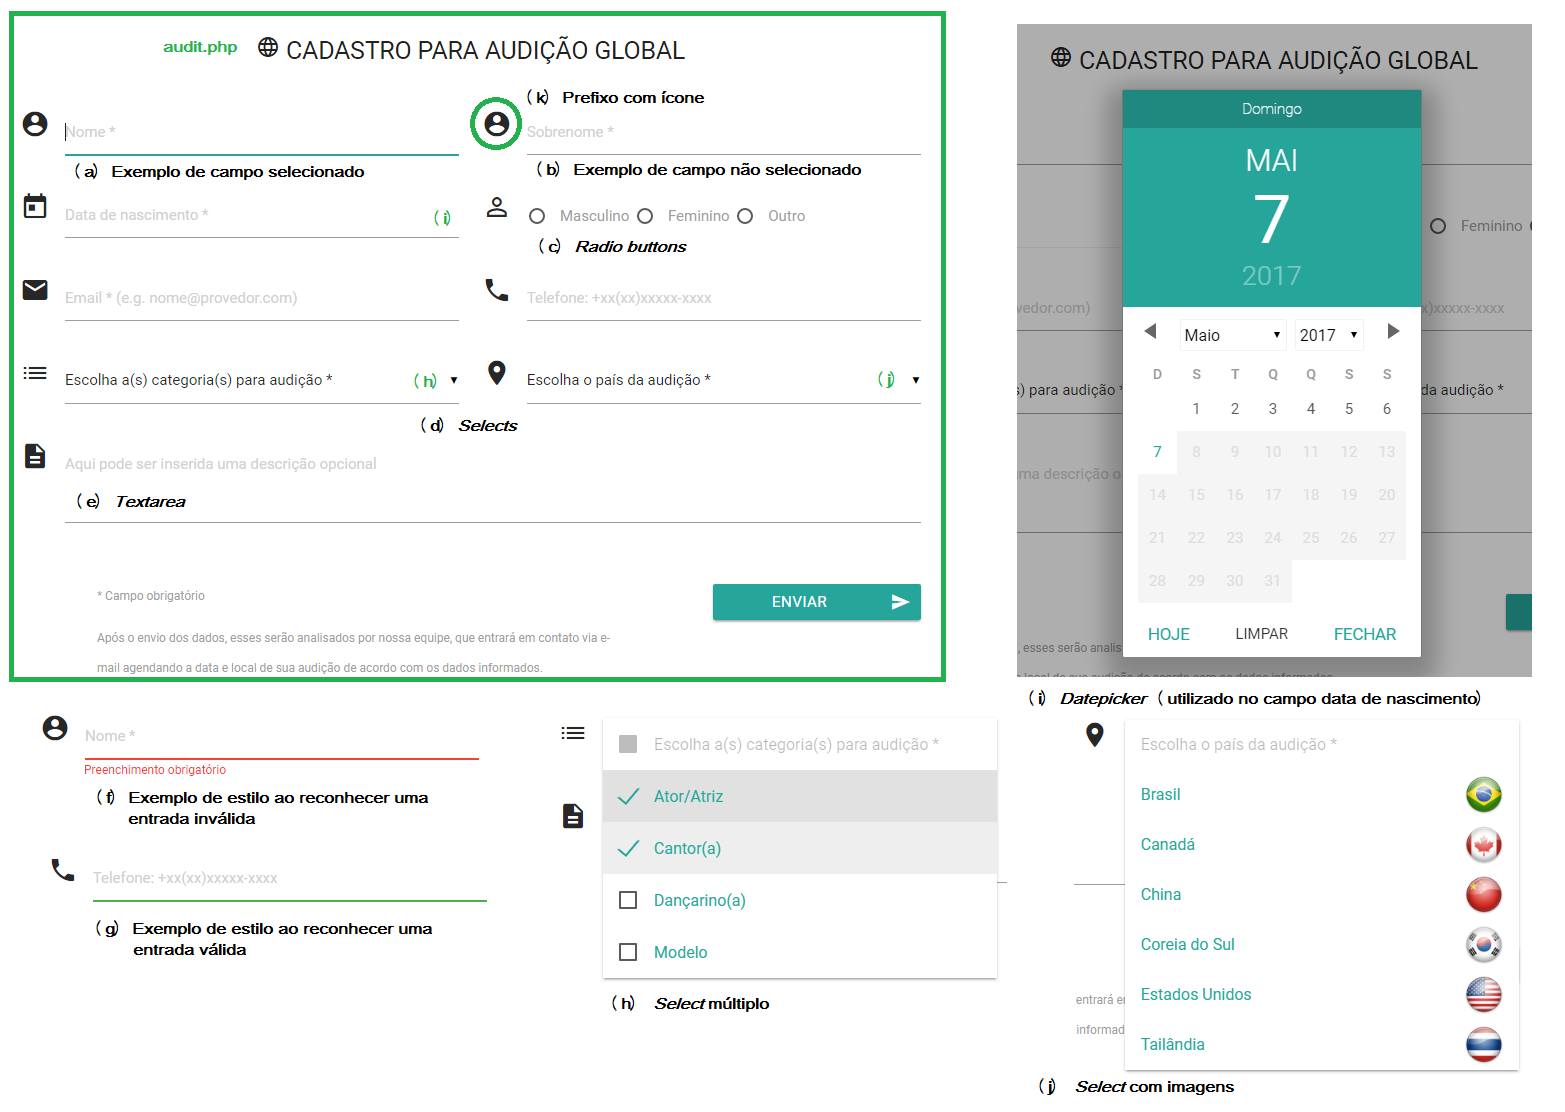 audit.php
CADASTRO PARA AUDIÇÃO GLOBAL
(k) Prefixo com ícone
Nome *
Sobrenome *
(a) Exemplo de campo selecionado
(b) Exemplo de campo não selecionado
Data de nascimento *
(i)
Masculino
Feminino
Outro
(c) Radio buttons
Email * (e.g. nome@provedor.com)
Telefone: +xx(xx)xxxxx-xxxx
Escolha a(s) categoria(s) para audição *
(h)
Escolha o país da audição *
(j)
(d) Selects
Aqui pode ser inserida uma descrição opcional
(e) Textarea
* Campo obrigatório
ENVIAR
Após o envio dos dados, esses serão analisados por nossa equipe, que entrará em contato via e-
mail agendando a data e local de sua audição de acordo com os dados informados.
CADASTRO PARA AUDIÇÃO GLOBAL
Domingo
MAI
7
2017
Feminino
vedor.com)
)xxxxx-xxxx
Maio
2017
D S T Q Q S S
s) para audição *
da audição *
1 2 3 4 5 6
7 8 9 10 11 12 13
ma descrição o
14 15 16 17 18 19 20
21 22 23 24 25 26 27
28 29 30 31
HOJE
LIMPAR
FECHAR
, esses serão analis
local de sua audição de acordo com os dados informados.
(i) Datepicker (utilizado no campo data de nascimento)
Nome *
Preenchimento obrigatório
(f) Exemplo de estilo ao reconhecer uma
entrada inválida
Telefone: +xx(xx)xxxxx-xxxx
(g) Exemplo de estilo ao reconhecer uma
entrada válida
Escolha a(s) categoria(s) para audição *
Ator/Atriz
Cantor(a)
Dançarino(a)
Modelo
(h) Select múltiplo
Escolha o país da audição *
Brasil
Canadá
China
Coreia do Sul
Estados Unidos
Tailândia
entrará e
informad
(j) Select com imagens